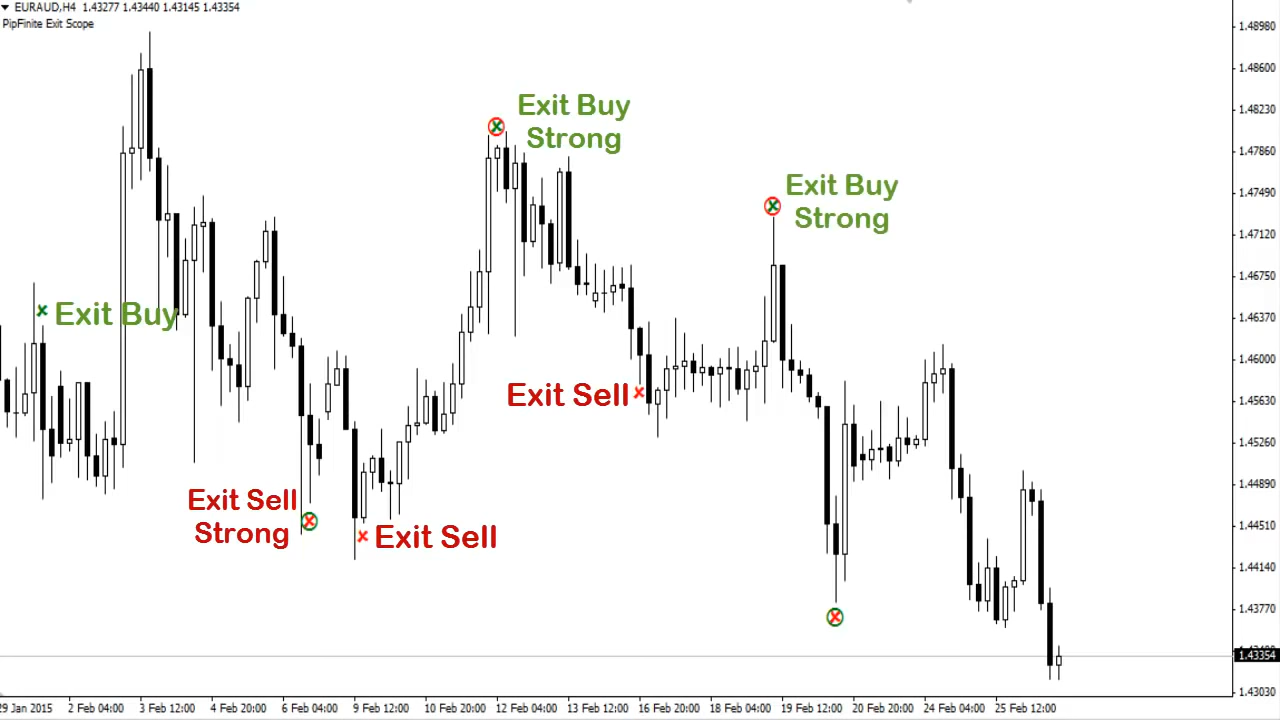 EURAUD,H4 1.43277 1.43440 1.43145 1.43354
PipFinite Exit Scope
1.48980
1.48600
1.48230
Exit Buy
Strong
1.47860
Exit Buy
Strong
1.47490
1.47120
1.46750
Exit Buy
1.46370
1.46000
Exit Sell
1.45630
1.45260
1.44890
Exit Sell
Strong
1.44510
Exit Sell
1.44140
1.43770
1.43354
1.43030
29 Jan 2015 2 Feb 04:00 3 Feb 12:00 4 Feb 20:00 6 Feb 04:00 9 Feb 12:00 10 Feb 20:00 12 Feb 04:00 13 Feb 12:00 16 Feb 20:00 18 Feb 04:00 19 Feb 12:00 20 Feb 20:00 24 Feb 04:00 25 Feb 12:00